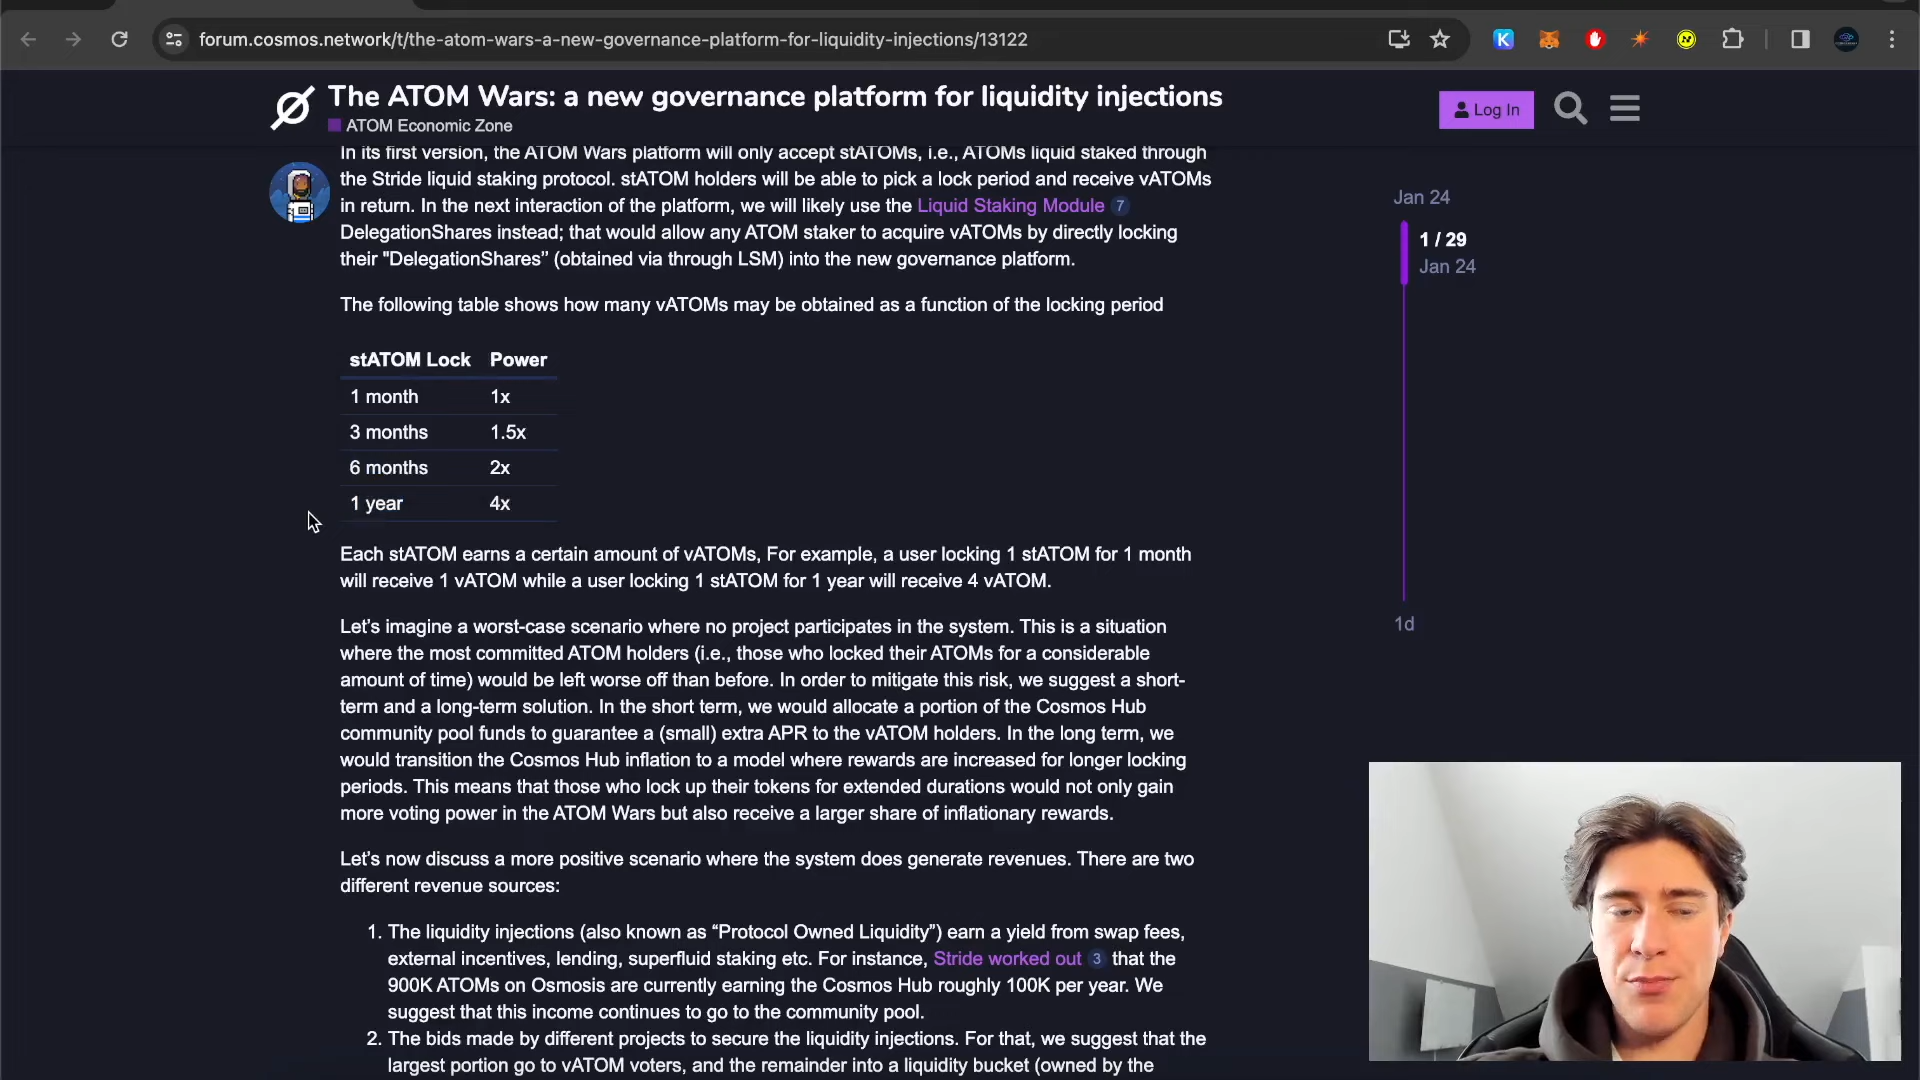 forum.cosmos.network/t/the-atom-wars-a-new-governance-platform-for-liquidity-injections/13122
The ATOM Wars: a new governance platform for liquidity injections
ATOM Economic Zone
Log In
In its first version, the ATOM Wars platform will only accept stATOMs, i.e., ATOMs liquid staked through
the Stride liquid staking protocol. stATOM holders will be able to pick a lock period and receive vATOMs
in return. In the next interaction of the platform, we will likely use the Liquid Staking Module 7
DelegationShares instead; that would allow any ATOM staker to acquire vATOMs by directly locking
their "DelegationShares” (obtained via through LSM) into the new governance platform.
The following table shows how many vATOMs may be obtained as a function of the locking period
stATOM Lock Power
1 month 1x
3 months 1.5x
6 months 2x
1 year 4x
Each stATOM earns a certain amount of vATOMs, For example, a user locking 1 stATOM for 1 month
will receive 1 vATOM while a user locking 1 stATOM for 1 year will receive 4 vATOM.
Let’s imagine a worst-case scenario where no project participates in the system. This is a situation
where the most committed ATOM holders (i.e., those who locked their ATOMs for a considerable
amount of time) would be left worse off than before. In order to mitigate this risk, we suggest a short-
term and a long-term solution. In the short term, we would allocate a portion of the Cosmos Hub
community pool funds to guarantee a (small) extra APR to the vATOM holders. In the long term, we
would transition the Cosmos Hub inflation to a model where rewards are increased for longer locking
periods. This means that those who lock up their tokens for extended durations would not only gain
more voting power in the ATOM Wars but also receive a larger share of inflationary rewards.
Let’s now discuss a more positive scenario where the system does generate revenues. There are two
different revenue sources:
1. The liquidity injections (also known as “Protocol Owned Liquidity”) earn a yield from swap fees,
external incentives, lending, superfluid staking etc. For instance, Stride worked out 3 that the
900K ATOMs on Osmosis are currently earning the Cosmos Hub roughly 100K per year. We
suggest that this income continues to go to the community pool.
2. The bids made by different projects to secure the liquidity injections. For that, we suggest that the
largest portion go to vATOM voters, and the remainder into a liquidity bucket (owned by the
Jan 24
1 / 29
Jan 24
1d